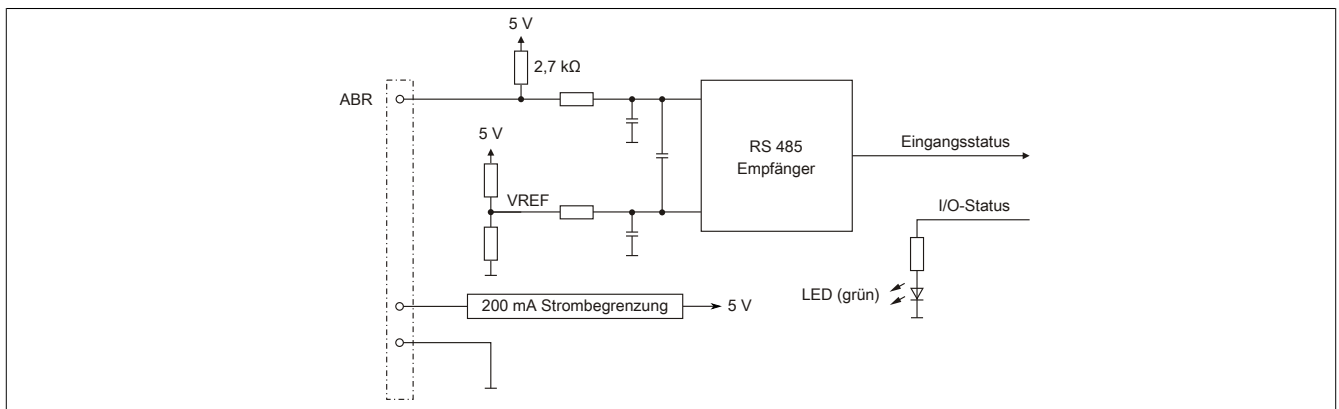 5 V
2,7 kΩ
ABR
5 V
VREF
RS 485
Empfänger
Eingangsstatus
I/O-Status
LED (grün)
200 mA Strombegrenzung
5 V